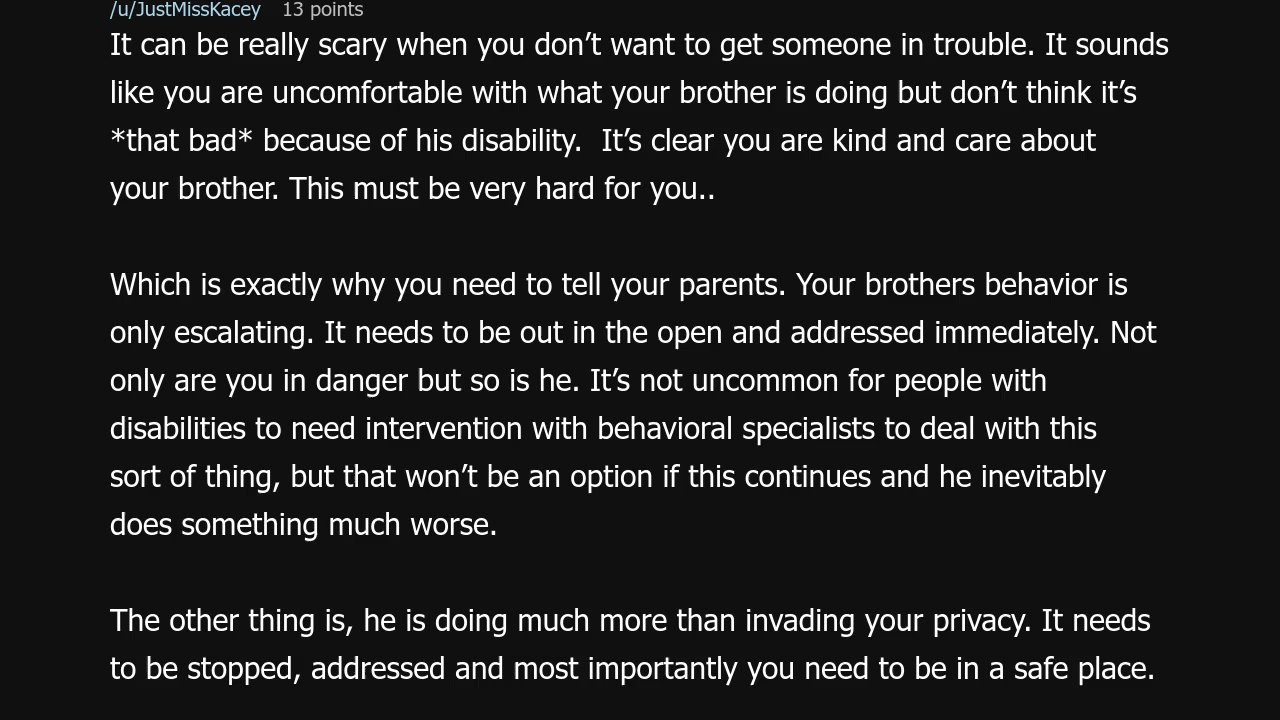 /u/JustMissKacey 13 points
It can be really scary when you don’t want to get someone in trouble. It sounds
like you are uncomfortable with what your brother is doing but don’t think it’s
*that bad* because of his disability.  It’s clear you are kind and care about
your brother. This must be very hard for you..
Which is exactly why you need to tell your parents. Your brothers behavior is
only escalating. It needs to be out in the open and addressed immediately. Not
only are you in danger but so is he. It’s not uncommon for people with
disabilities to need intervention with behavioral specialists to deal with this
sort of thing, but that won’t be an option if this continues and he inevitably
does something much worse.
The other thing is, he is doing much more than invading your privacy. It needs
to be stopped, addressed and most importantly you need to be in a safe place.